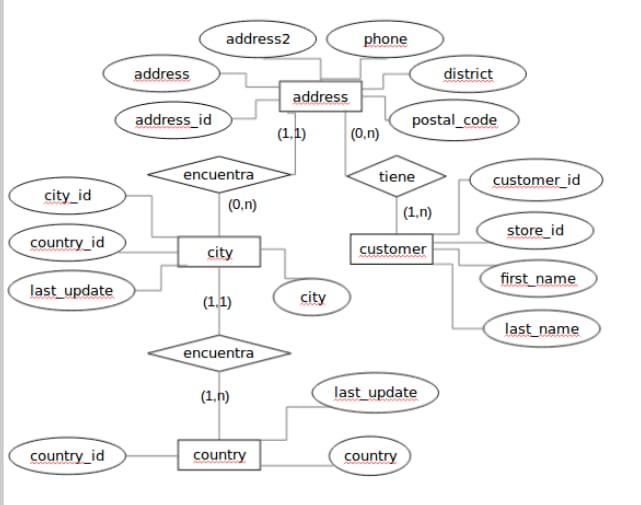 address2
phone
address
district
address
address_id
postal_code
(1,1)
(0,n)
encuentra
tiene
customer_id
city_id
(0,n)
(1,n)
store_id
country_id
city
customer
first_name
last_update
city
(1,1)
last_name
encuentra
last_update
(1,n)
country_id
country
country